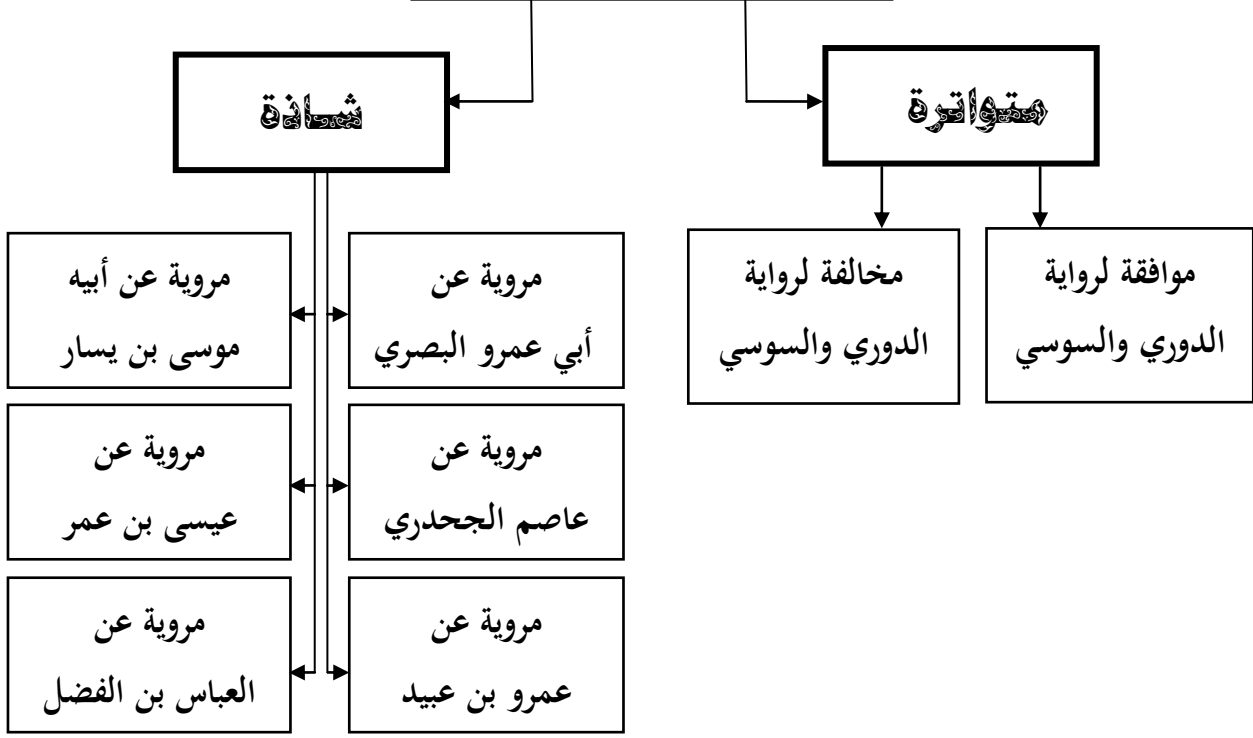 متواترة
شاذة
موافقة لرواية
الدوري والسوسي
مخالفة لرواية
الدوري والسوسي
مروية عن
أبي عمرو البصري
مروية عن أبيه
موسى بن يسار
مروية عن
عاصم الجحدري
مروية عن
عيسى بن عمر
مروية عن
عمرو بن عبيد
مروية عن
العباس بن الفضل